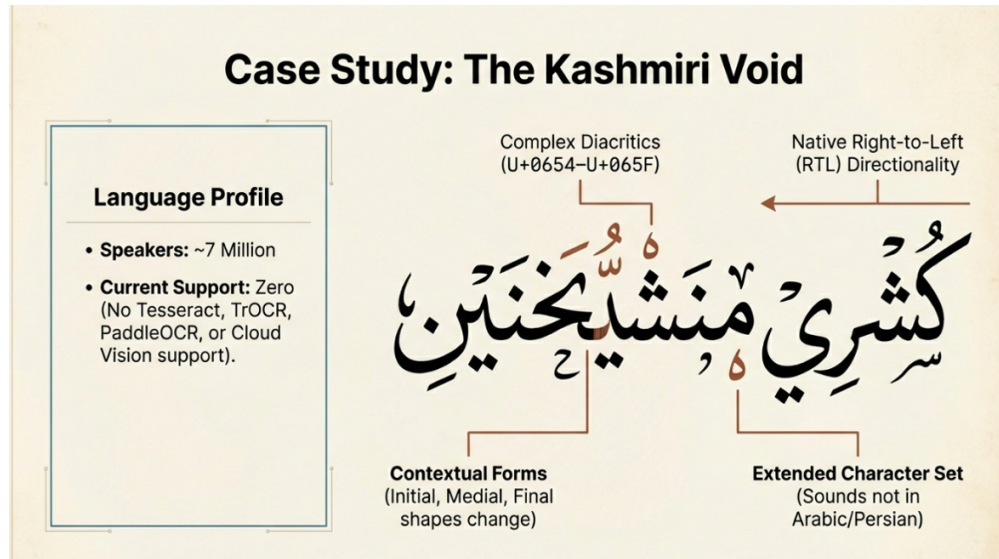 Case Study: The Kashmiri Void
Language Profile
• Speakers: ~7 Million
• Current Support: Zero
(No Tesseract, TrOCR,
PaddleOCR, or Cloud
Vision support).
Complex Diacritics
(U+0654–U+065F)
Native Right-to-Left
(RTL) Directionality
Contextual Forms
(Initial, Medial, Final
shapes change)
Extended Character Set
(Sounds not in
Arabic/Persian)